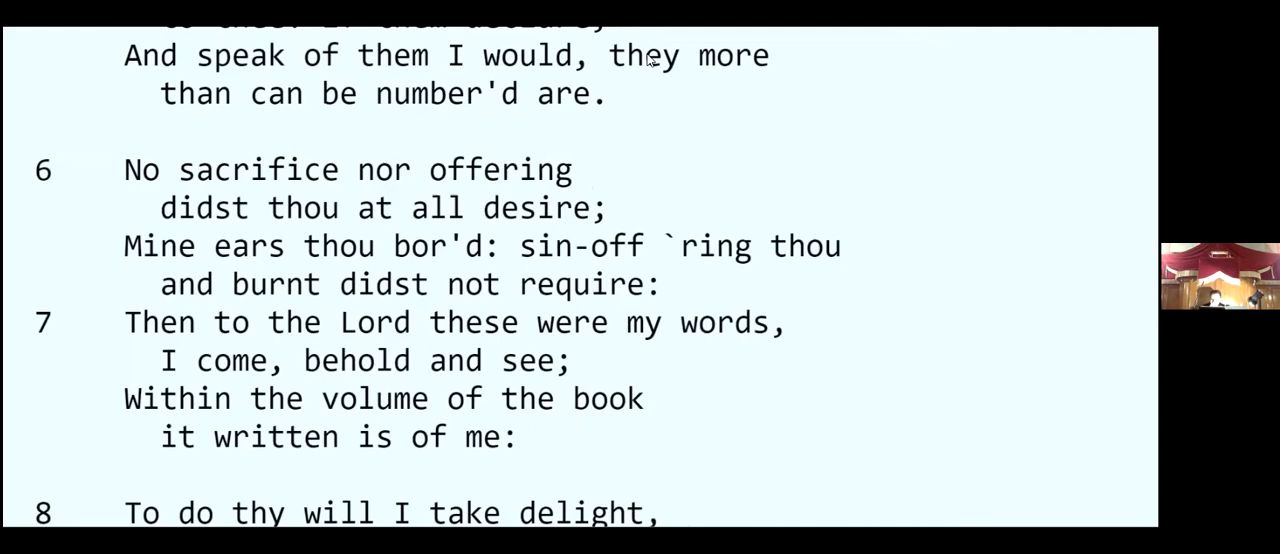 And speak of them I would, they more
than can be number'd are.
6 No sacrifice nor offering
didst thou at all desire;
Mine ears thou bor'd: sin-off `ring thou
and burnt didst not require:
7 Then to the Lord these were my words,
I come, behold and see;
Within the volume of the book
it written is of me:
8 To do thy will I take delight,